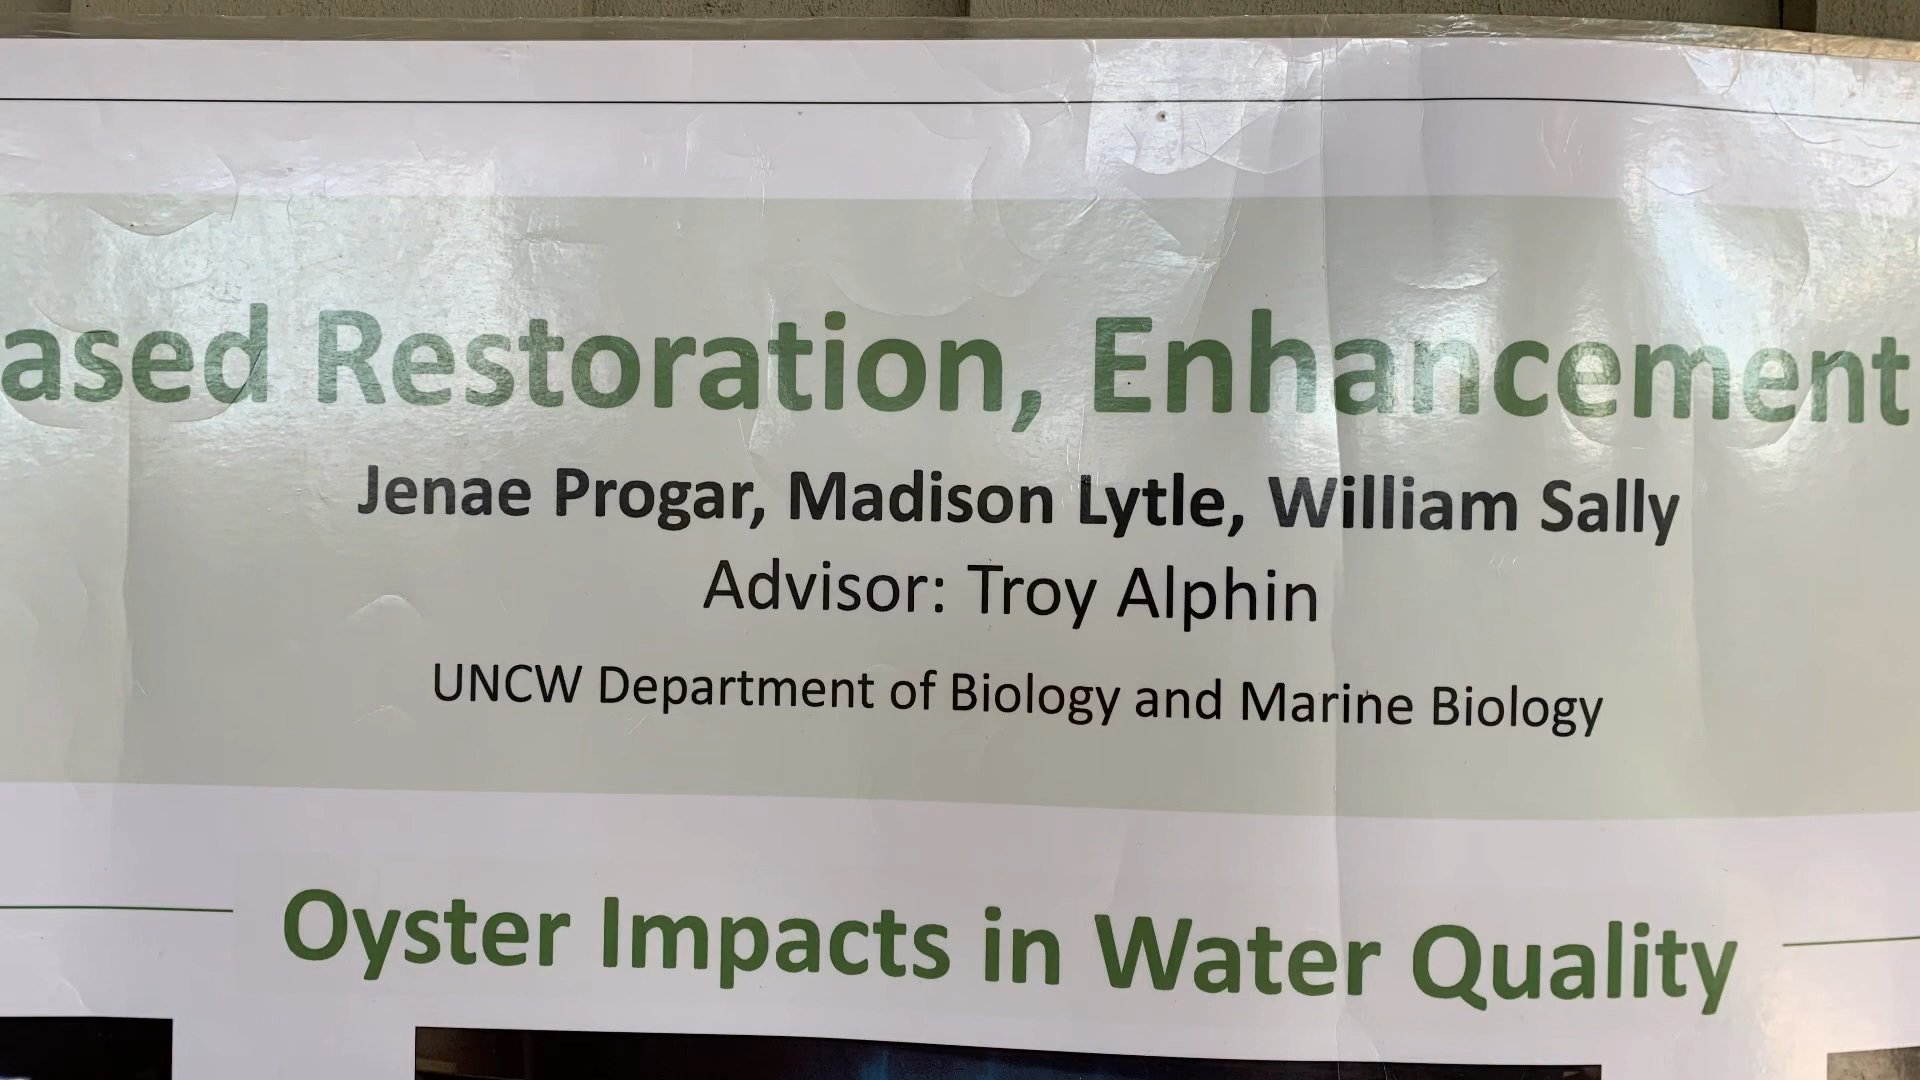 ased Restoration, Enhancement
Jenae Progar, Madison Lytle, William Sally
Advisor: Troy Alphin
UNCW Department of Biology and Marine Biology
Oyster Impacts in Water Quality